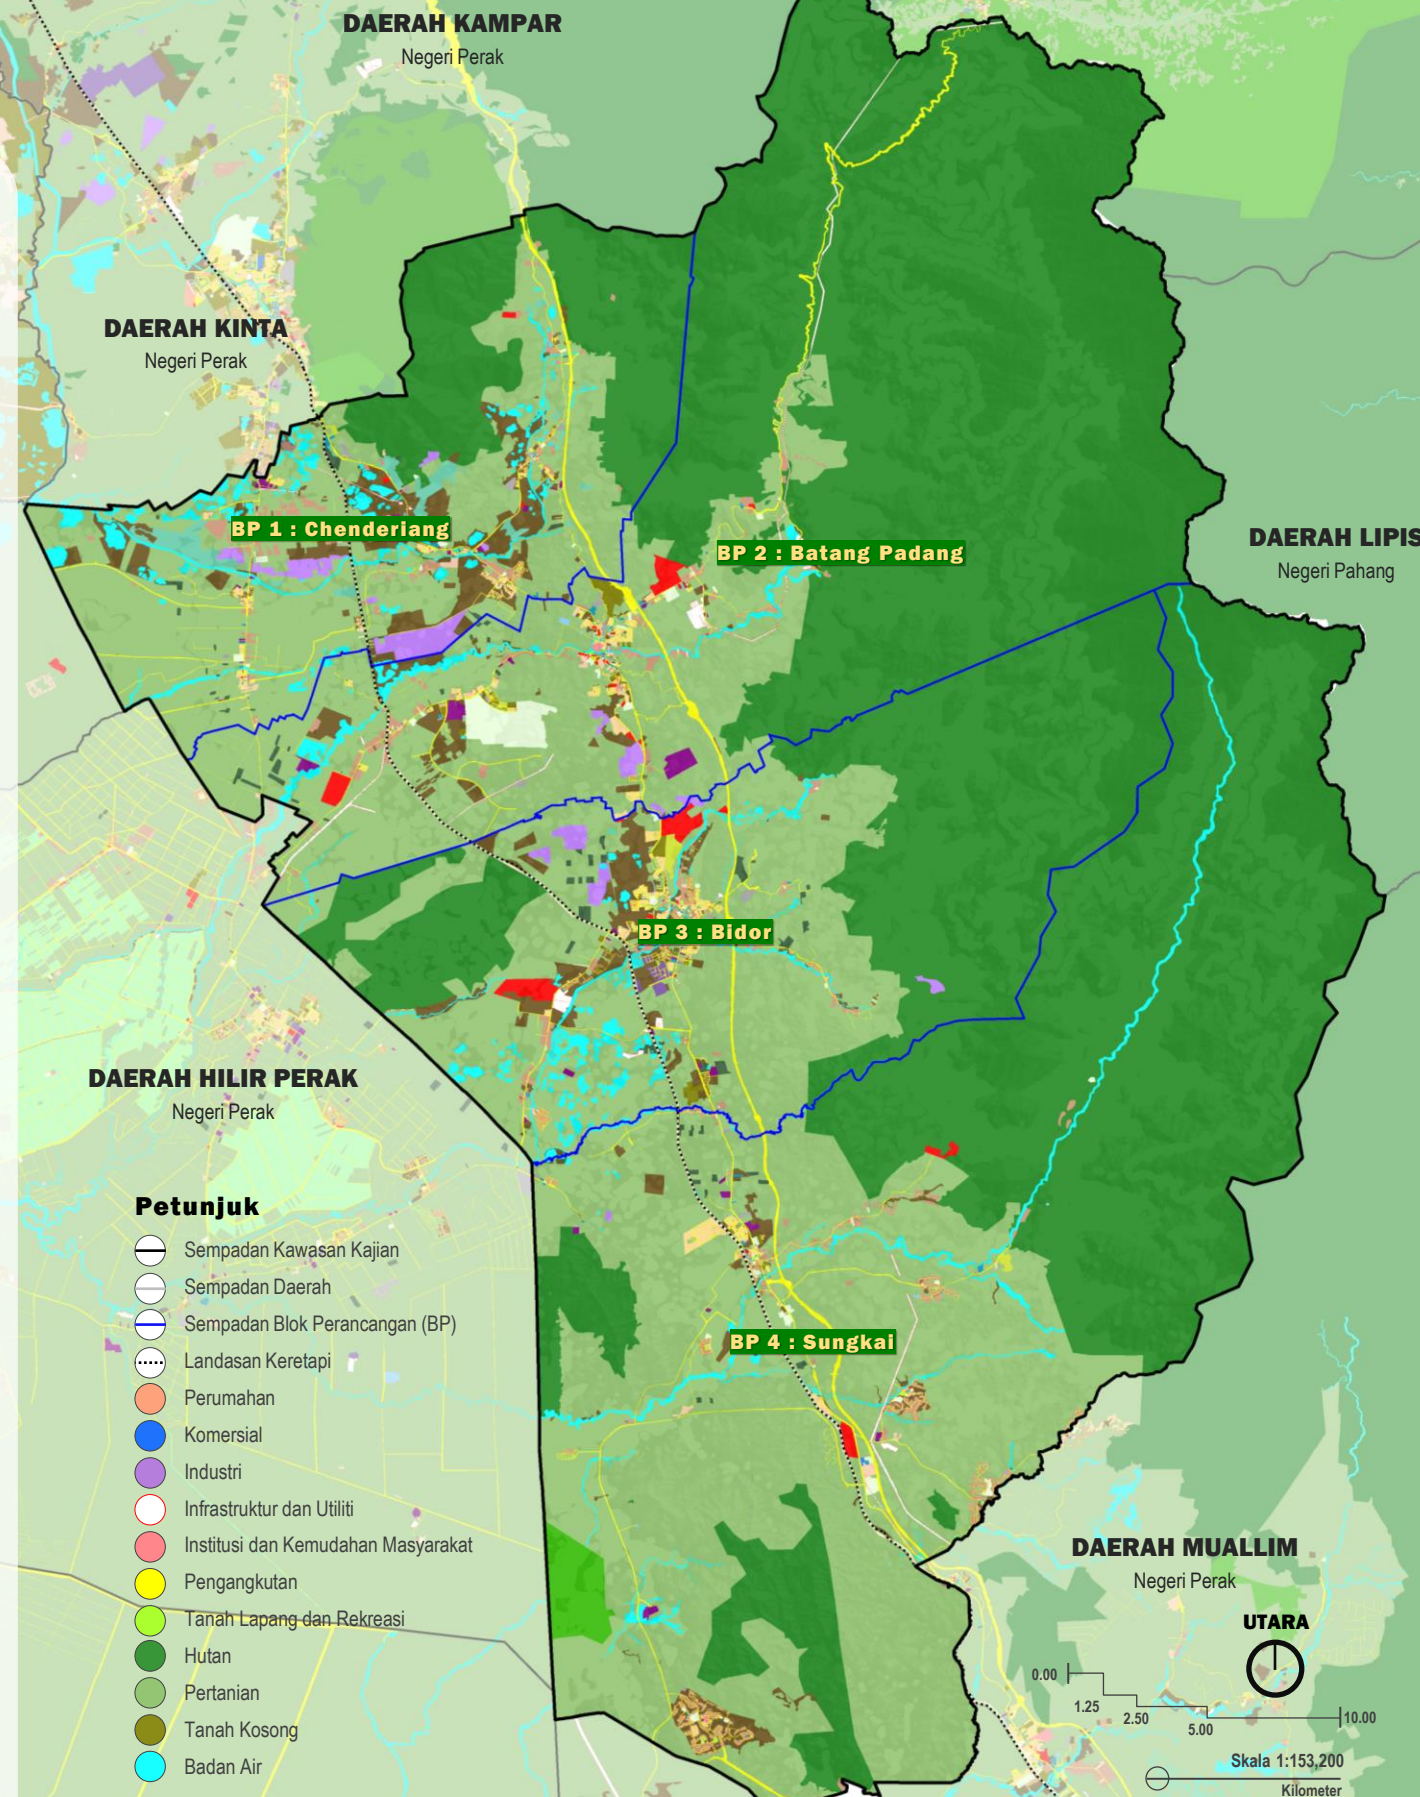 DAERAH KAMPAR
Negeri Perak
DAERAH KINTA
Negeri Perak
BP 1 : Chenderiang
BP 2 : Batang Padang
DAERAH LIPIS
Negeri Pahang
BP 3 : Bidor
DAERAH HILIR PERAK
Negeri Perak
BP 4 : Sungkai
DAERAH MUALLIM
Negeri Perak
Petunjuk
Sempadan Kawasan Kajian
Sempadan Daerah
Sempadan Blok Perancangan (BP)
Landasan Keretapi
Perumahan
Komersial
Industri
Infrastruktur dan Utiliti
Institusi dan Kemudahan Masyarakat
Pengangkutan
Tanah Lapang dan Rekreasi
Hutan
Pertanian
Tanah Kosong
Badan Air
UTARA
0.00
1.25
2.50
5.00
10.00
Skala 1:153,200
Kilometer